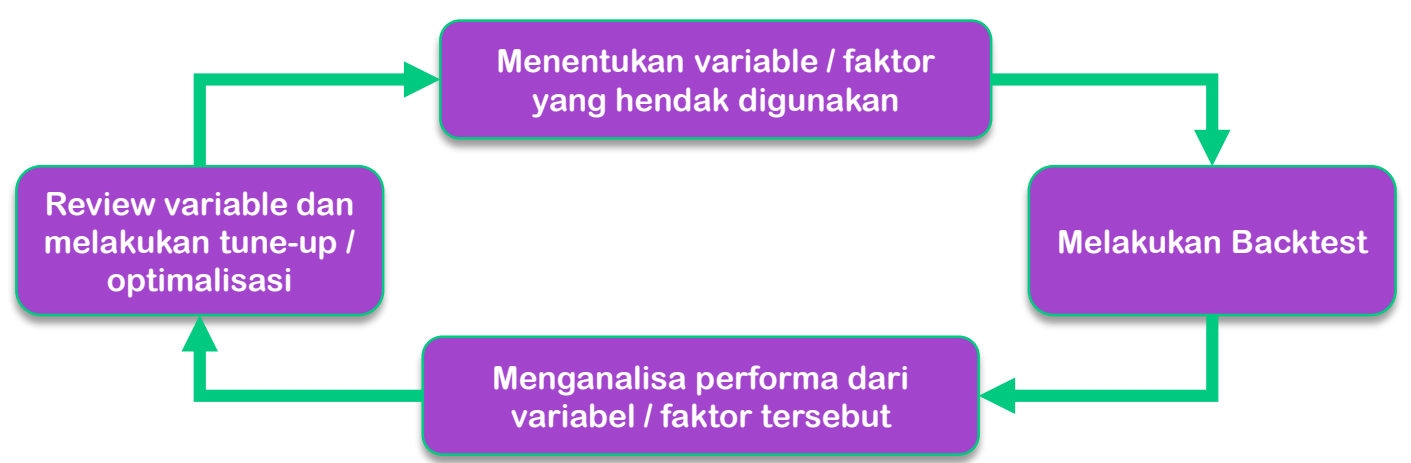 Menentukan variable / faktor
yang hendak digunakan
Melakukan Backtest
Menganalisa performa dari
variabel / faktor tersebut
Review variable dan
melakukan tune-up /
optimalisasi